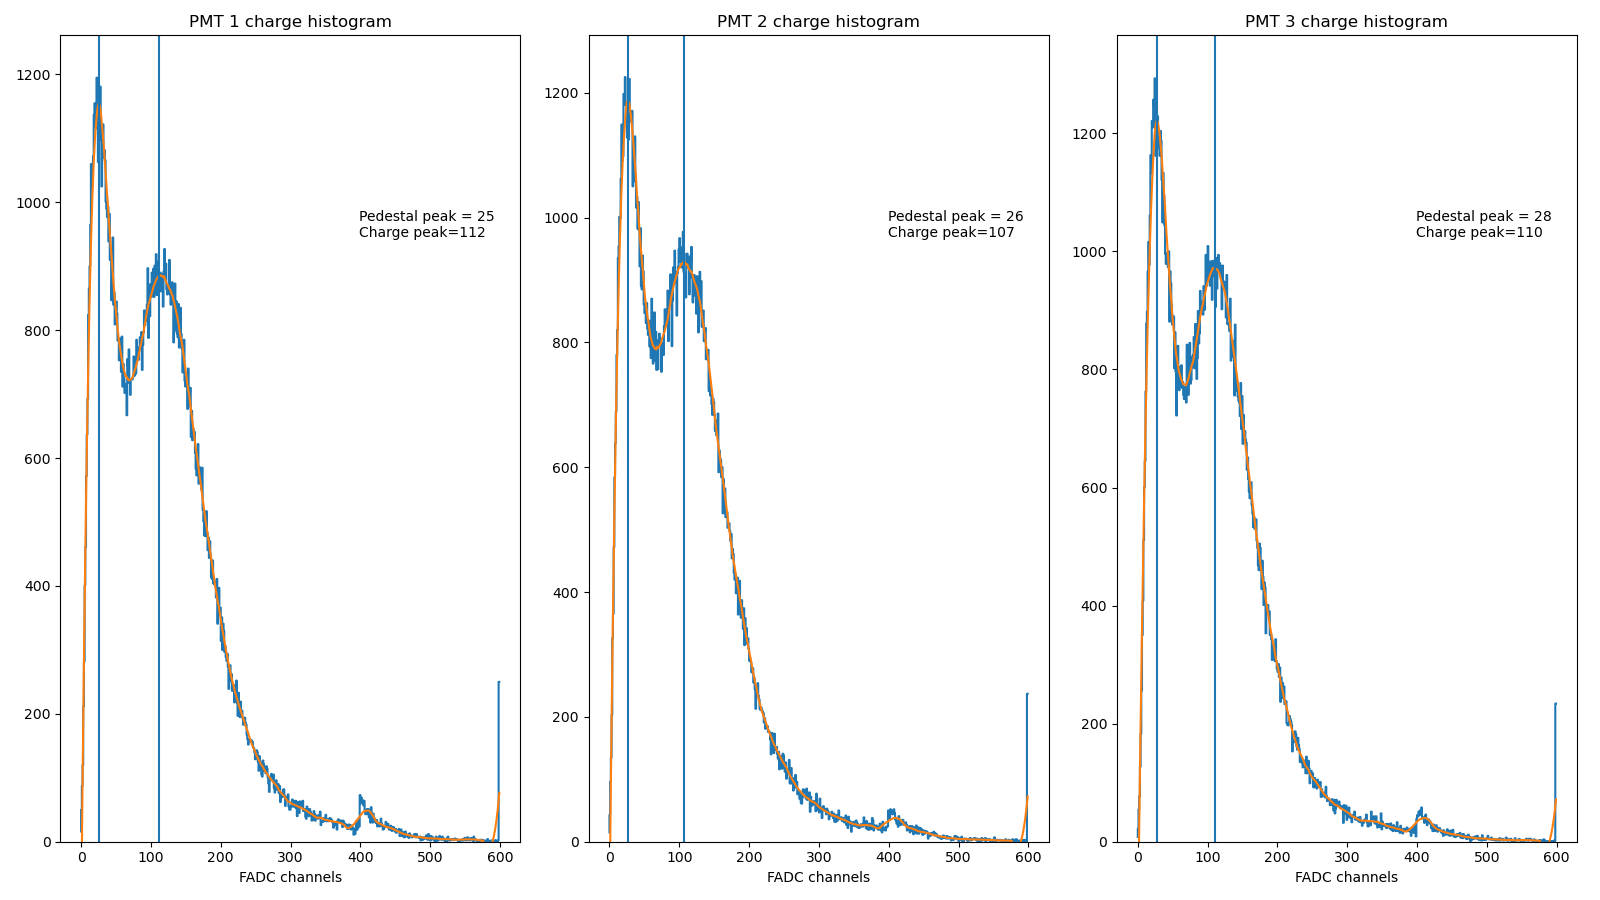 PMT 1 charge histogram
1200
1000
800
600
400
200
0
Pedestal peak = 25
Charge peak=112
0 100 200 300 400 500 600
FADC channels
PMT 2 charge histogram
1200
1000
800
600
400
200
0
Pedestal peak = 26
Charge peak=107
0 100 200 300 400 500 600
FADC channels
PMT 3 charge histogram
1200
1000
800
600
400
200
0
Pedestal peak = 28
Charge peak=110
0 100 200 300 400 500 600
FADC channels